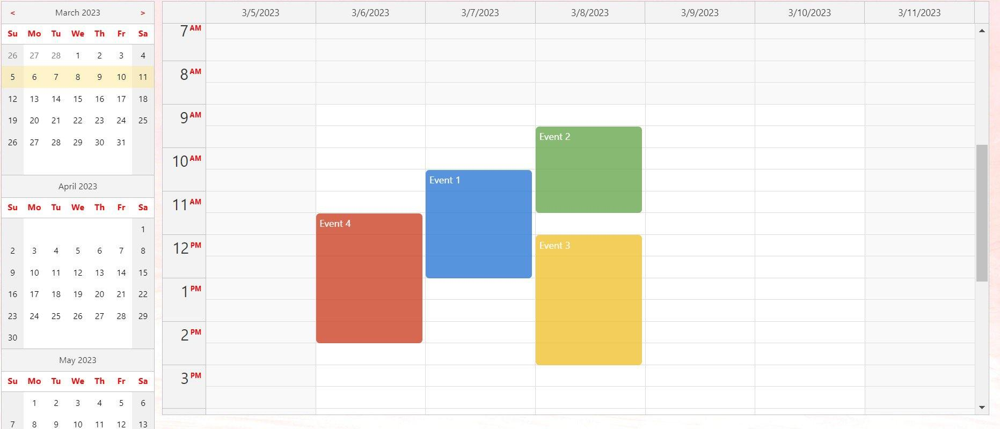 < March 2023 >
Su Mo Tu We Th Fr Sa
26 27 28 1 2 3 4
5 6 7 8 9 10 11
12 13 14 15 16 17 18
19 20 21 22 23 24 25
26 27 28 29 30 31
April 2023
Su Mo Tu We Th Fr Sa
1
2 3 4 5 6 7 8
9 10 11 12 13 14 15
16 17 18 19 20 21 22
23 24 25 26 27 28 29
30
May 2023
Su Mo Tu We Th Fr Sa
1 2 3 4 5 6
7 8 9 10 11 12 13
3/5/2023 3/6/2023 3/7/2023 3/8/2023 3/9/2023 3/10/2023 3/11/2023
7 AM
8 AM
9 AM
Event 2
10 AM
Event 1
11 AM
Event 4
12 PM
Event 3
1 PM
2 PM
3 PM